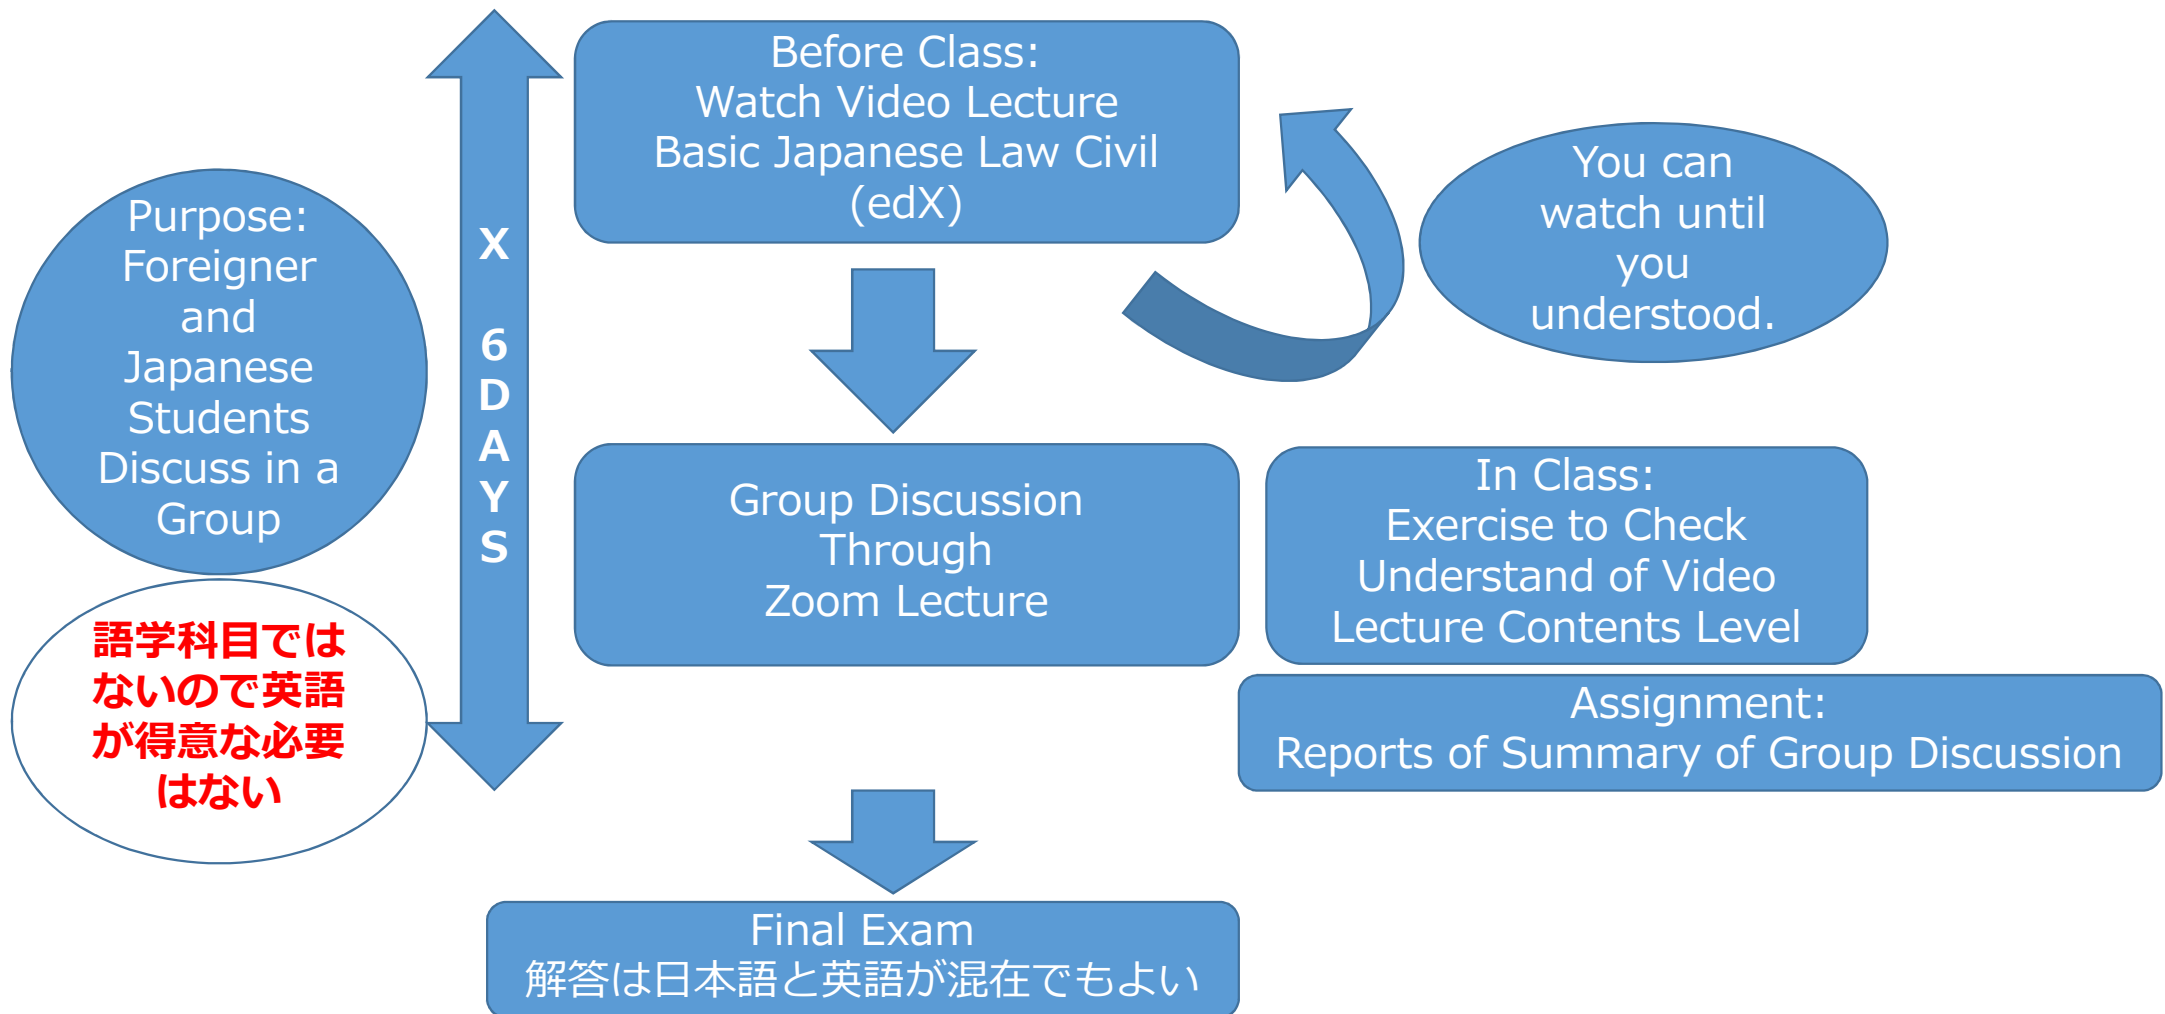 Before Class:
Watch Video Lecture
Basic Japanese Law Civil
(edX)
You can
watch until
you
understood.
Purpose:
Foreigner
and
Japanese
Students
Discuss in a
Group
X
6
D
A
Y
S
Group Discussion
Through
Zoom Lecture
In Class:
Exercise to Check
Understand of Video
Lecture Contents Level
語学科目では
ないので英語
が得意な必要
はない
Assignment:
Reports of Summary of Group Discussion
Final Exam
解答は日本語と英語が混在でもよい